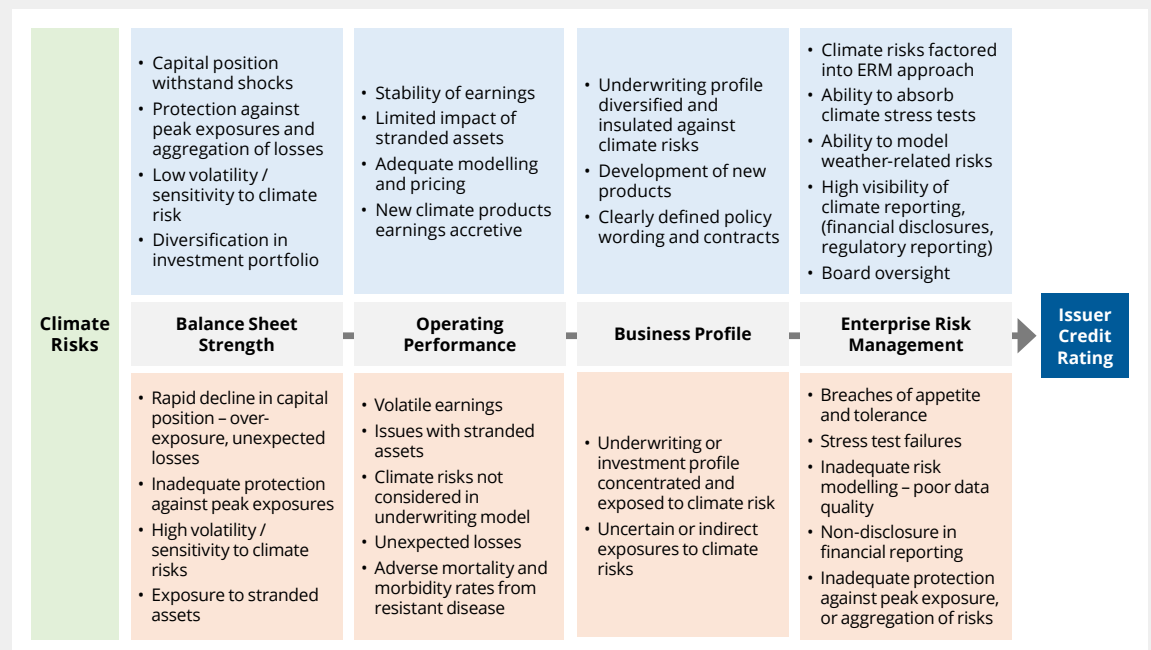 Climate
Risks
• Capital position
withstand shocks
• Protection against
peak exposures and
aggregation of losses
• Low volatility /
sensitivity to climate
risk
• Diversification in
investment portfolio
• Stability of earnings
• Limited impact of
stranded assets
• Adequate modelling
and pricing
• New climate products
earnings accretive
• Underwriting profile
diversified and
insulated against
climate risks
• Development of new
products
• Clearly defined policy
wording and contracts
• Climate risks factored
into ERM approach
• Ability to absorb
climate stress tests
• Ability to model
weather-related risks
• High visibility of
climate reporting,
(financial disclosures,
regulatory reporting)
• Board oversight
Balance Sheet
Strength
Operating
Performance
Business Profile
Enterprise Risk
Management
Issuer
Credit
Rating
• Rapid decline in capital
position – over-
exposure, unexpected
losses
• Inadequate protection
against peak exposures
• High volatility /
sensitivity to climate
risks
• Exposure to stranded
assets
• Volatile earnings
• Issues with stranded
assets
• Climate risks not
considered in
underwriting model
• Unexpected losses
• Adverse mortality and
morbidity rates from
resistant disease
• Underwriting or
investment profile
concentrated and
exposed to climate risk
• Uncertain or indirect
exposures to climate
risks
• Breaches of appetite
and tolerance
• Stress test failures
• Inadequate risk
modelling – poor data
quality
• Non-disclosure in
financial reporting
• Inadequate protection
against peak exposure,
or aggregation of risks